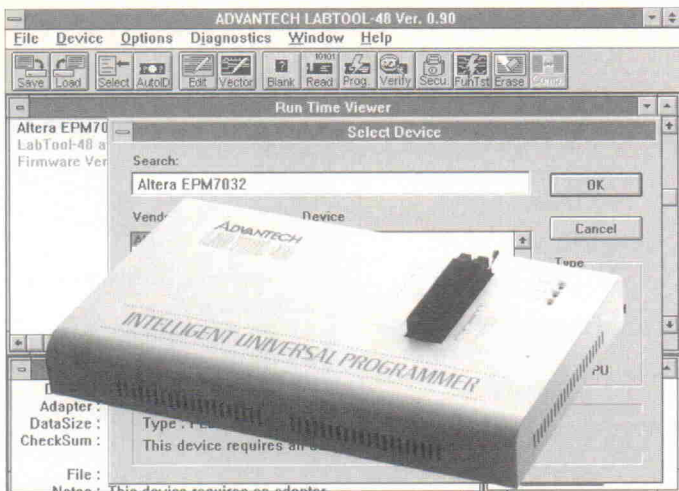 ADVANTECH LABTOOL-48 Ver. 0.90
File Device Options Diagnostics Window Help
Save Load Select AutoID Edit Vector Blank Read Prog. Verify Secu. FunTst Erase
Run Time Viewer
Altera EPM70
LabTool-48 a
Firmware Ver
Select Device
Search:
Altera EPM7032
OK
Device
Cancel
Type
ADVANTECH
INTELLIGENT UNIVERSAL PROGRAMMER
PU
Adapter :
DataSize :
CheckSum :
Type :
This device requires an
File :
Notes : This device requires an adapter